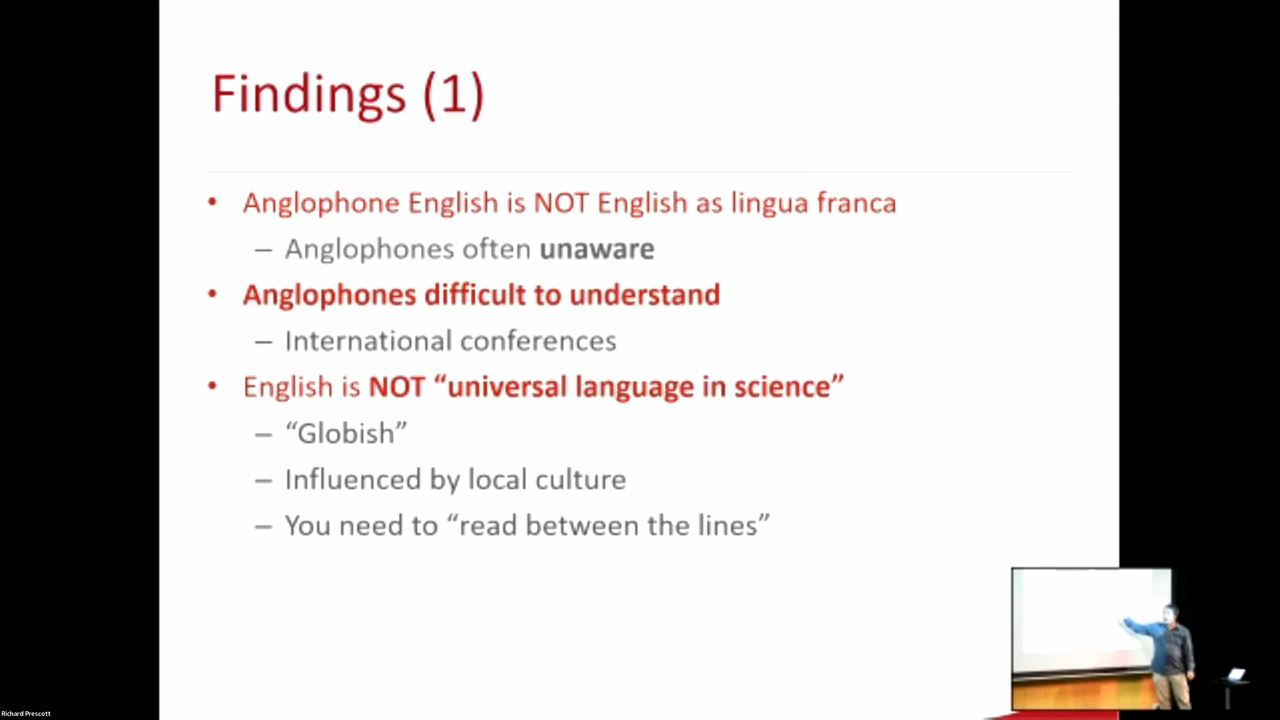 Findings (1)
• Anglophone English is NOT English as lingua franca
– Anglophones often unaware
• Anglophones difficult to understand
– International conferences
• English is NOT “universal language in science”
– “Globish”
– Influenced by local culture
– You need to “read between the lines”
Richard Prescott